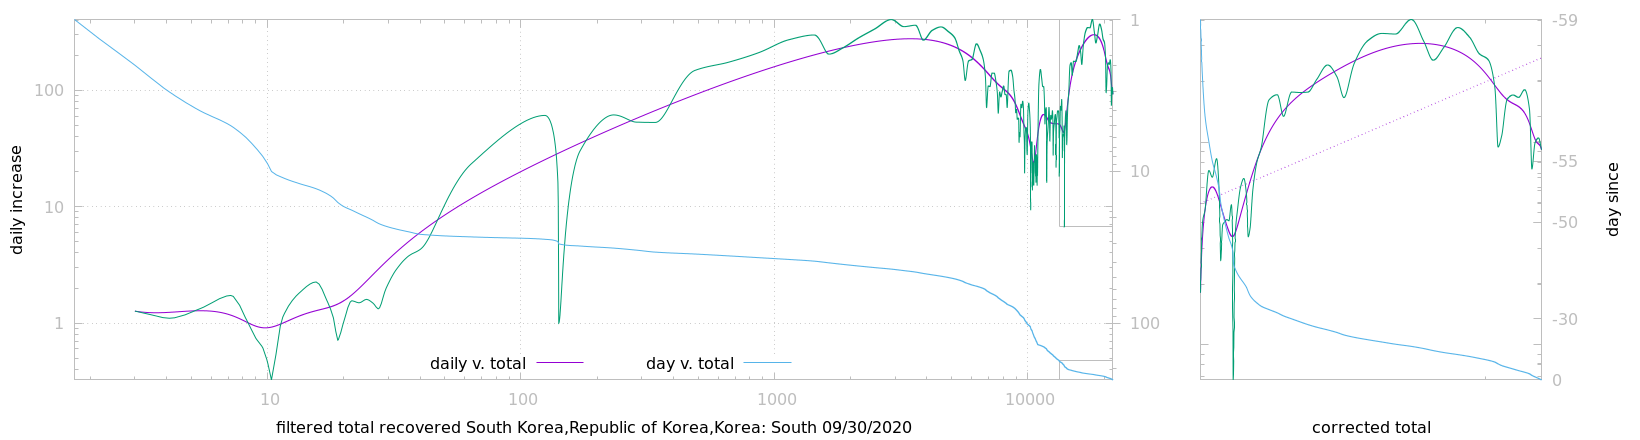 daily increase
100
10
1
1
10
100
daily v. total
day v. total
10
100
1000
10000
filtered total recovered South Korea,Republic of Korea,Korea: South 09/30/2020
-59
-55
-50
-30
0
day since
corrected total